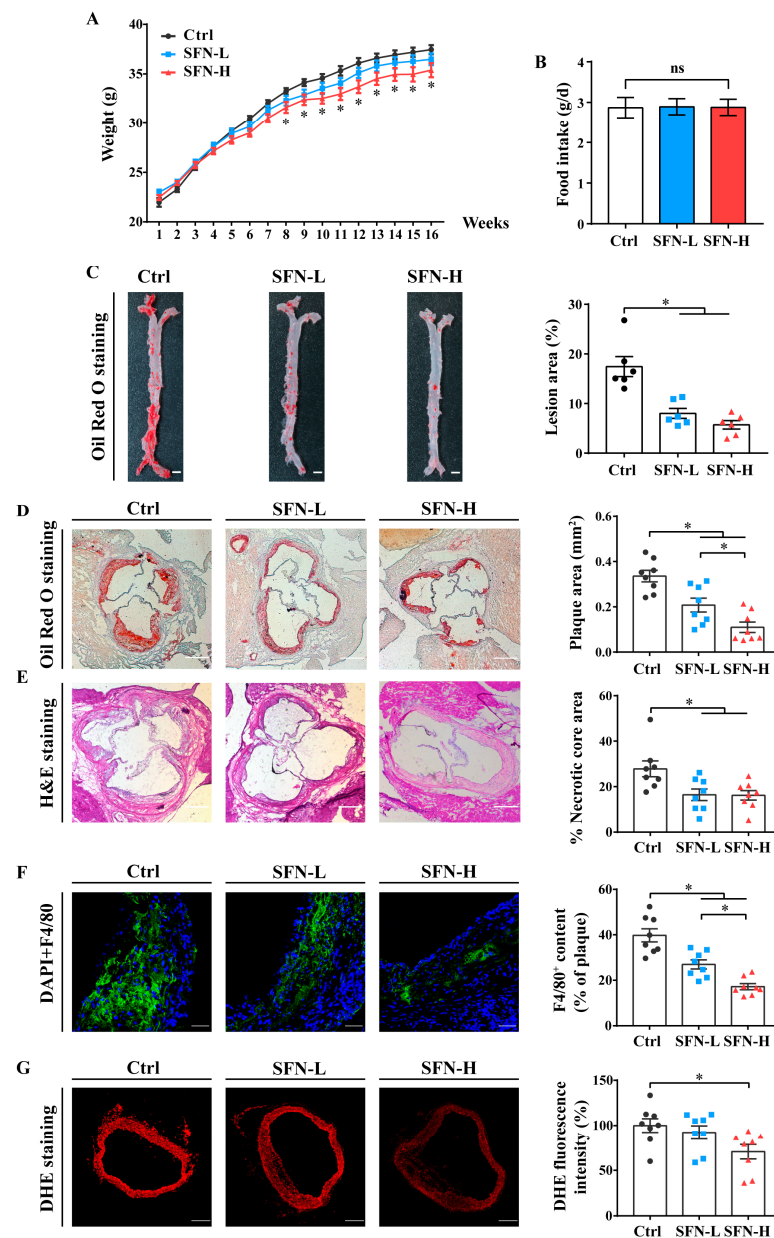 A
Ctrl
SFN-L
SFN-H
Weight (g)
40
35
30
25
20
* * * * * * * * *
1 2 3 4 5 6 7 8 9 10 11 12 13 14 15 16
Weeks
B
ns
Food intake (g/d)
4
3
2
1
0
Ctrl SFN-L SFN-H
C
Ctrl SFN-L SFN-H
Oil Red O staining
Lesion area (%)
30
20
10
0
*
Ctrl SFN-L SFN-H
D
Ctrl SFN-L SFN-H
Oil Red O staining
Plaque area (mm²)
0.6
0.4
0.2
0.0
*
*
Ctrl SFN-L SFN-H
E
H&E staining
% Necrotic core area
60
40
20
0
*
Ctrl SFN-L SFN-H
F
Ctrl SFN-L SFN-H
DAPI+F4/80
F4/80⁺ content
(% of plaque)
60
40
20
0
*
*
Ctrl SFN-L SFN-H
G
Ctrl SFN-L SFN-H
DHE staining
DHE fluorescence
intensity (%)
150
100
50
0
*
Ctrl SFN-L SFN-H